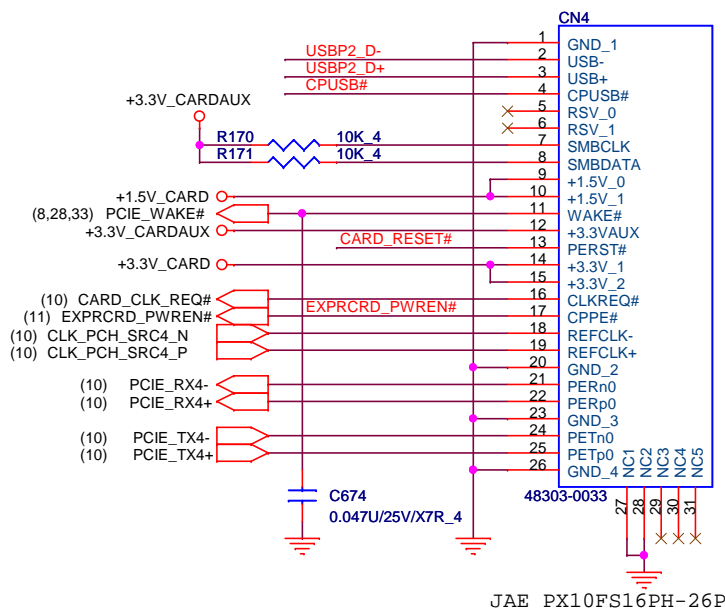 CN4
1 GND_1
USBP2_D- 2 USB-
USBP2_D+ 3 USB+
CPUSB# 4 CPUSB#
+3.3V_CARDAUX 5 RSV_0
6 RSV_1
R170 10K_4 7 SMBCLK
R171 10K_4 8 SMBDATA
9 +1.5V_0
+1.5V_CARD 10 +1.5V_1
(8,28,33) PCIE_WAKE# 11 WAKE#
+3.3V_CARDAUX 12 +3.3VAUX
CARD_RESET# 13 PERST#
+3.3V_CARD 14 +3.3V_1
15 +3.3V_2
(10) CARD_CLK_REQ# 16 CLKREQ#
(11) EXPRCRD_PWREN# EXPRCRD_PWREN# 17 CPPE#
(10) CLK_PCH_SRC4_N 18 REFCLK-
(10) CLK_PCH_SRC4_P 19 REFCLK+
20 GND_2
(10) PCIE_RX4- 21 PERn0
(10) PCIE_RX4+ 22 PERp0
23 GND_3
(10) PCIE_TX4- 24 PETn0
(10) PCIE_TX4+ 25 PETp0
26 GND_4
NC1 NC2 NC3 NC4 NC5
C674 48303-0033
0.047U/25V/X7R_4
27 28 29 30 31
JAE PX10FS16PH-26P